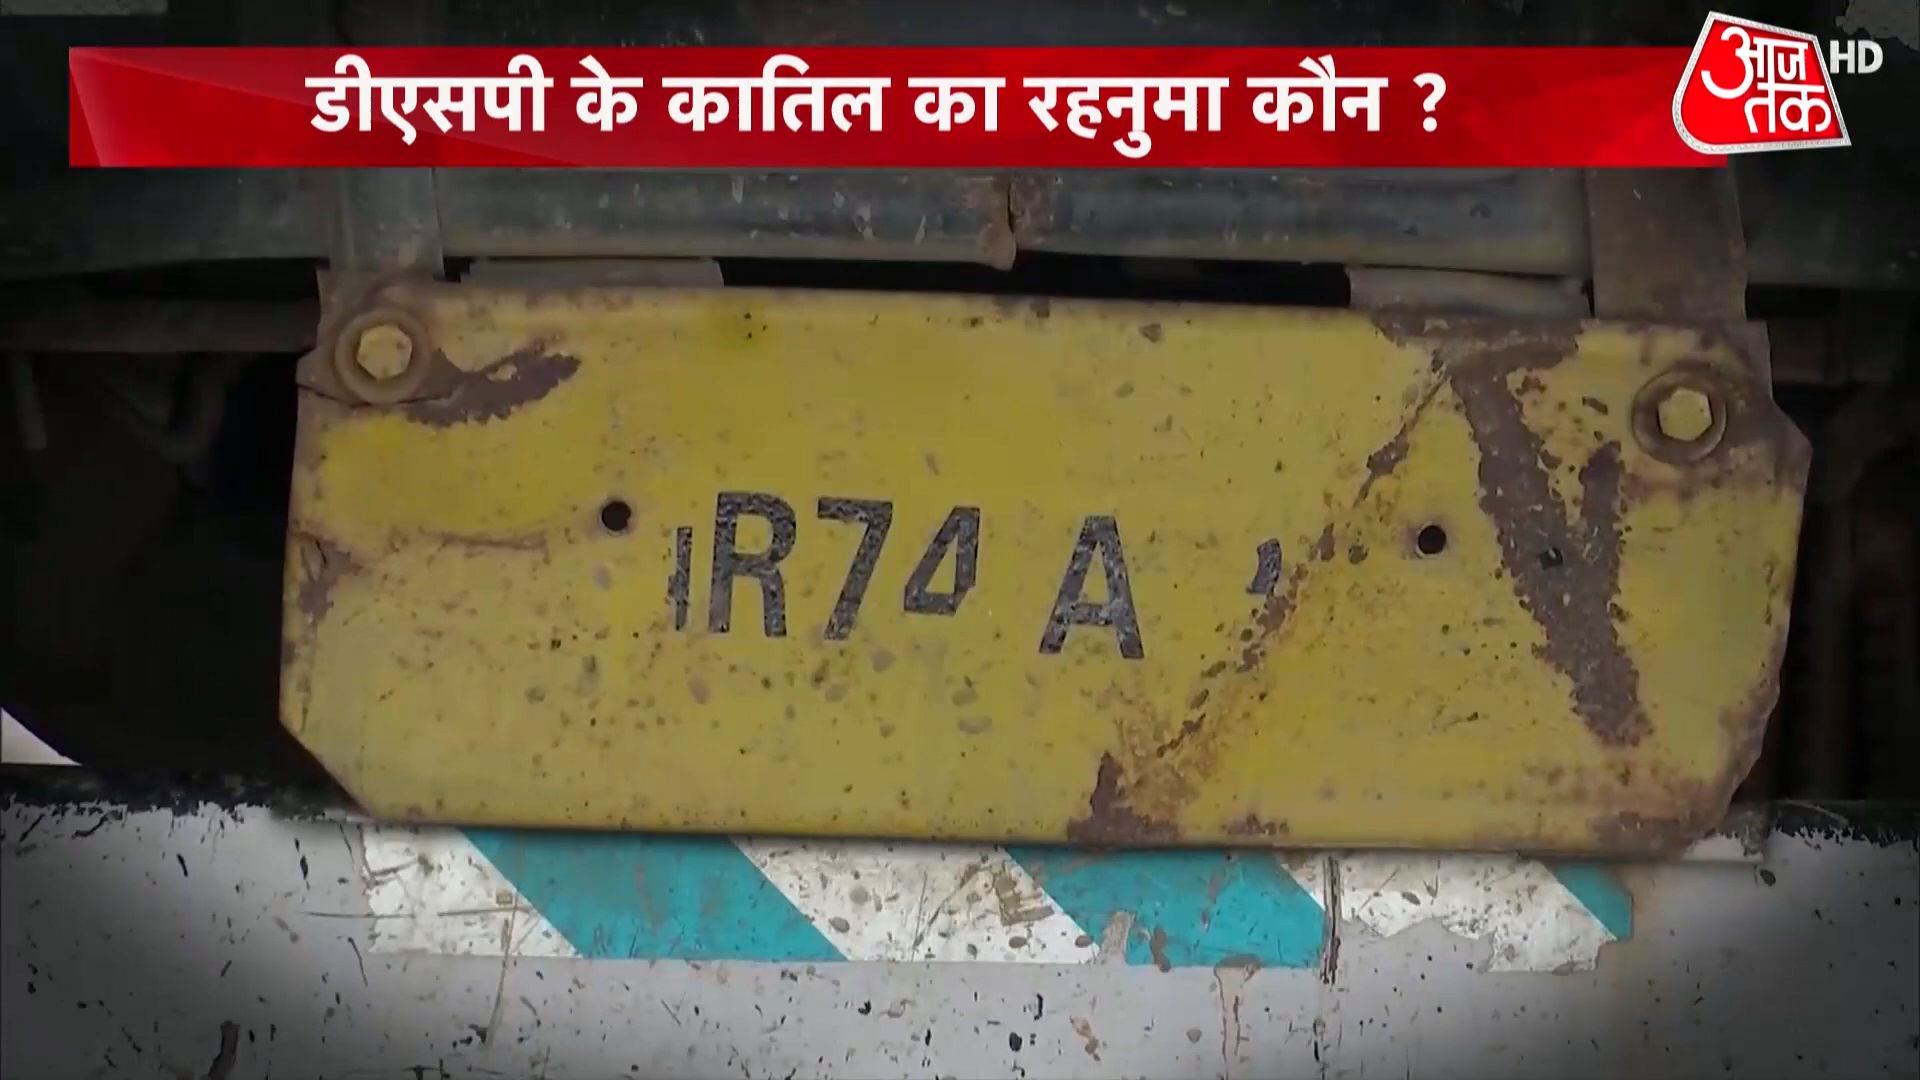 डीएसपी के कातिल का रहनुमा कौन ?
आज तक HD
R74 A